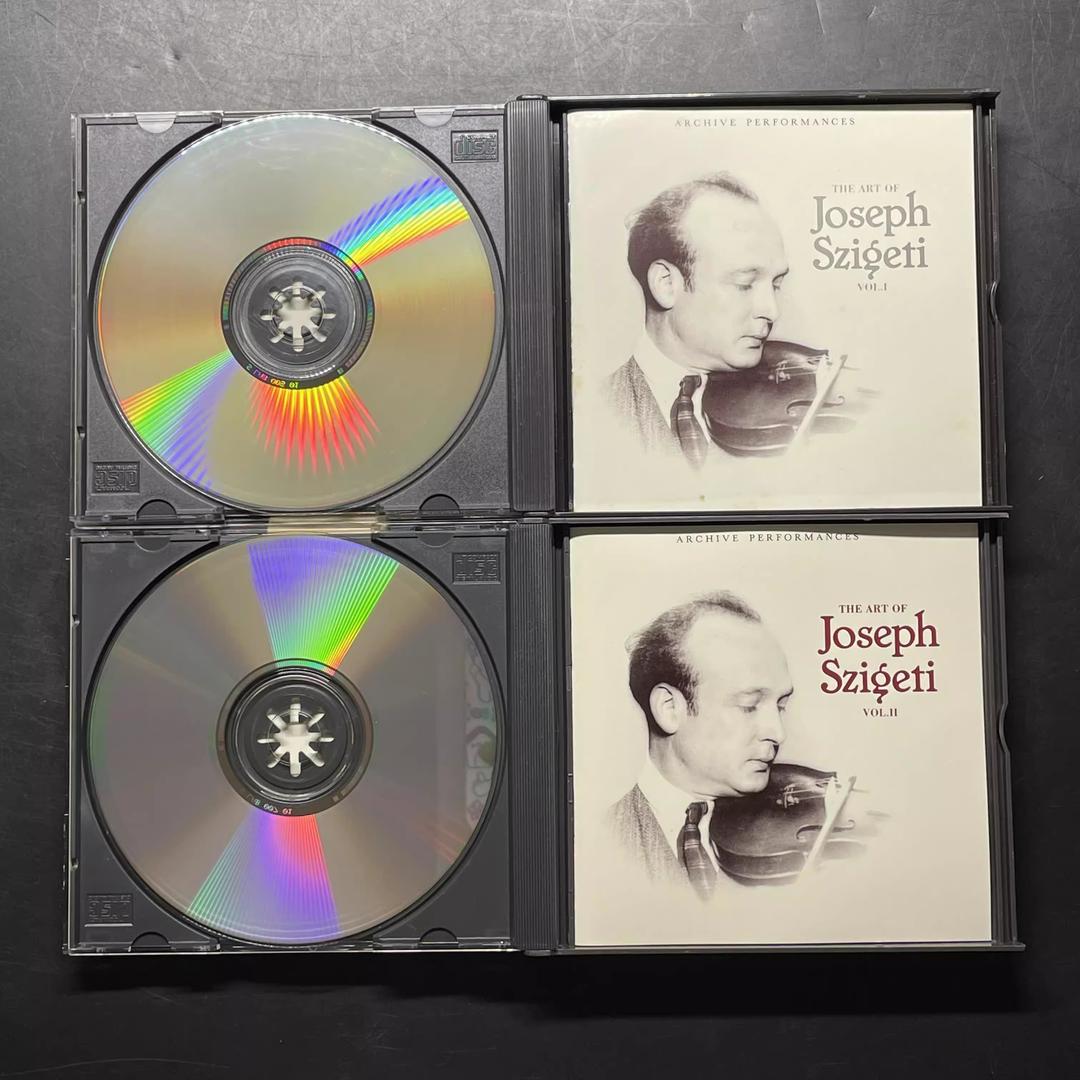 ARCHIVE PERFORMANCES
THE ART OF
Joseph
Szigeti
VOL.I
ARCHIVE PERFORMANCES
THE ART OF
Joseph
Szigeti
VOL.II